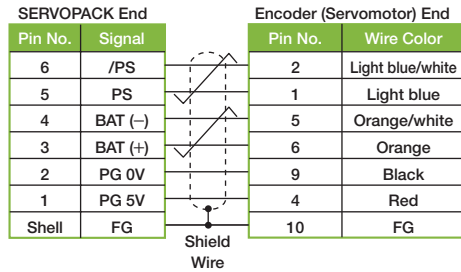 SERVOPACK End Encoder (Servomotor) End
Pin No. Signal Pin No. Wire Color
6 /PS 2 Light blue/white
5 PS 1 Light blue
4 BAT (−) 5 Orange/white
3 BAT (+) 6 Orange
2 PG 0V 9 Black
1 PG 5V 4 Red
Shell FG 10 FG
Shield
Wire